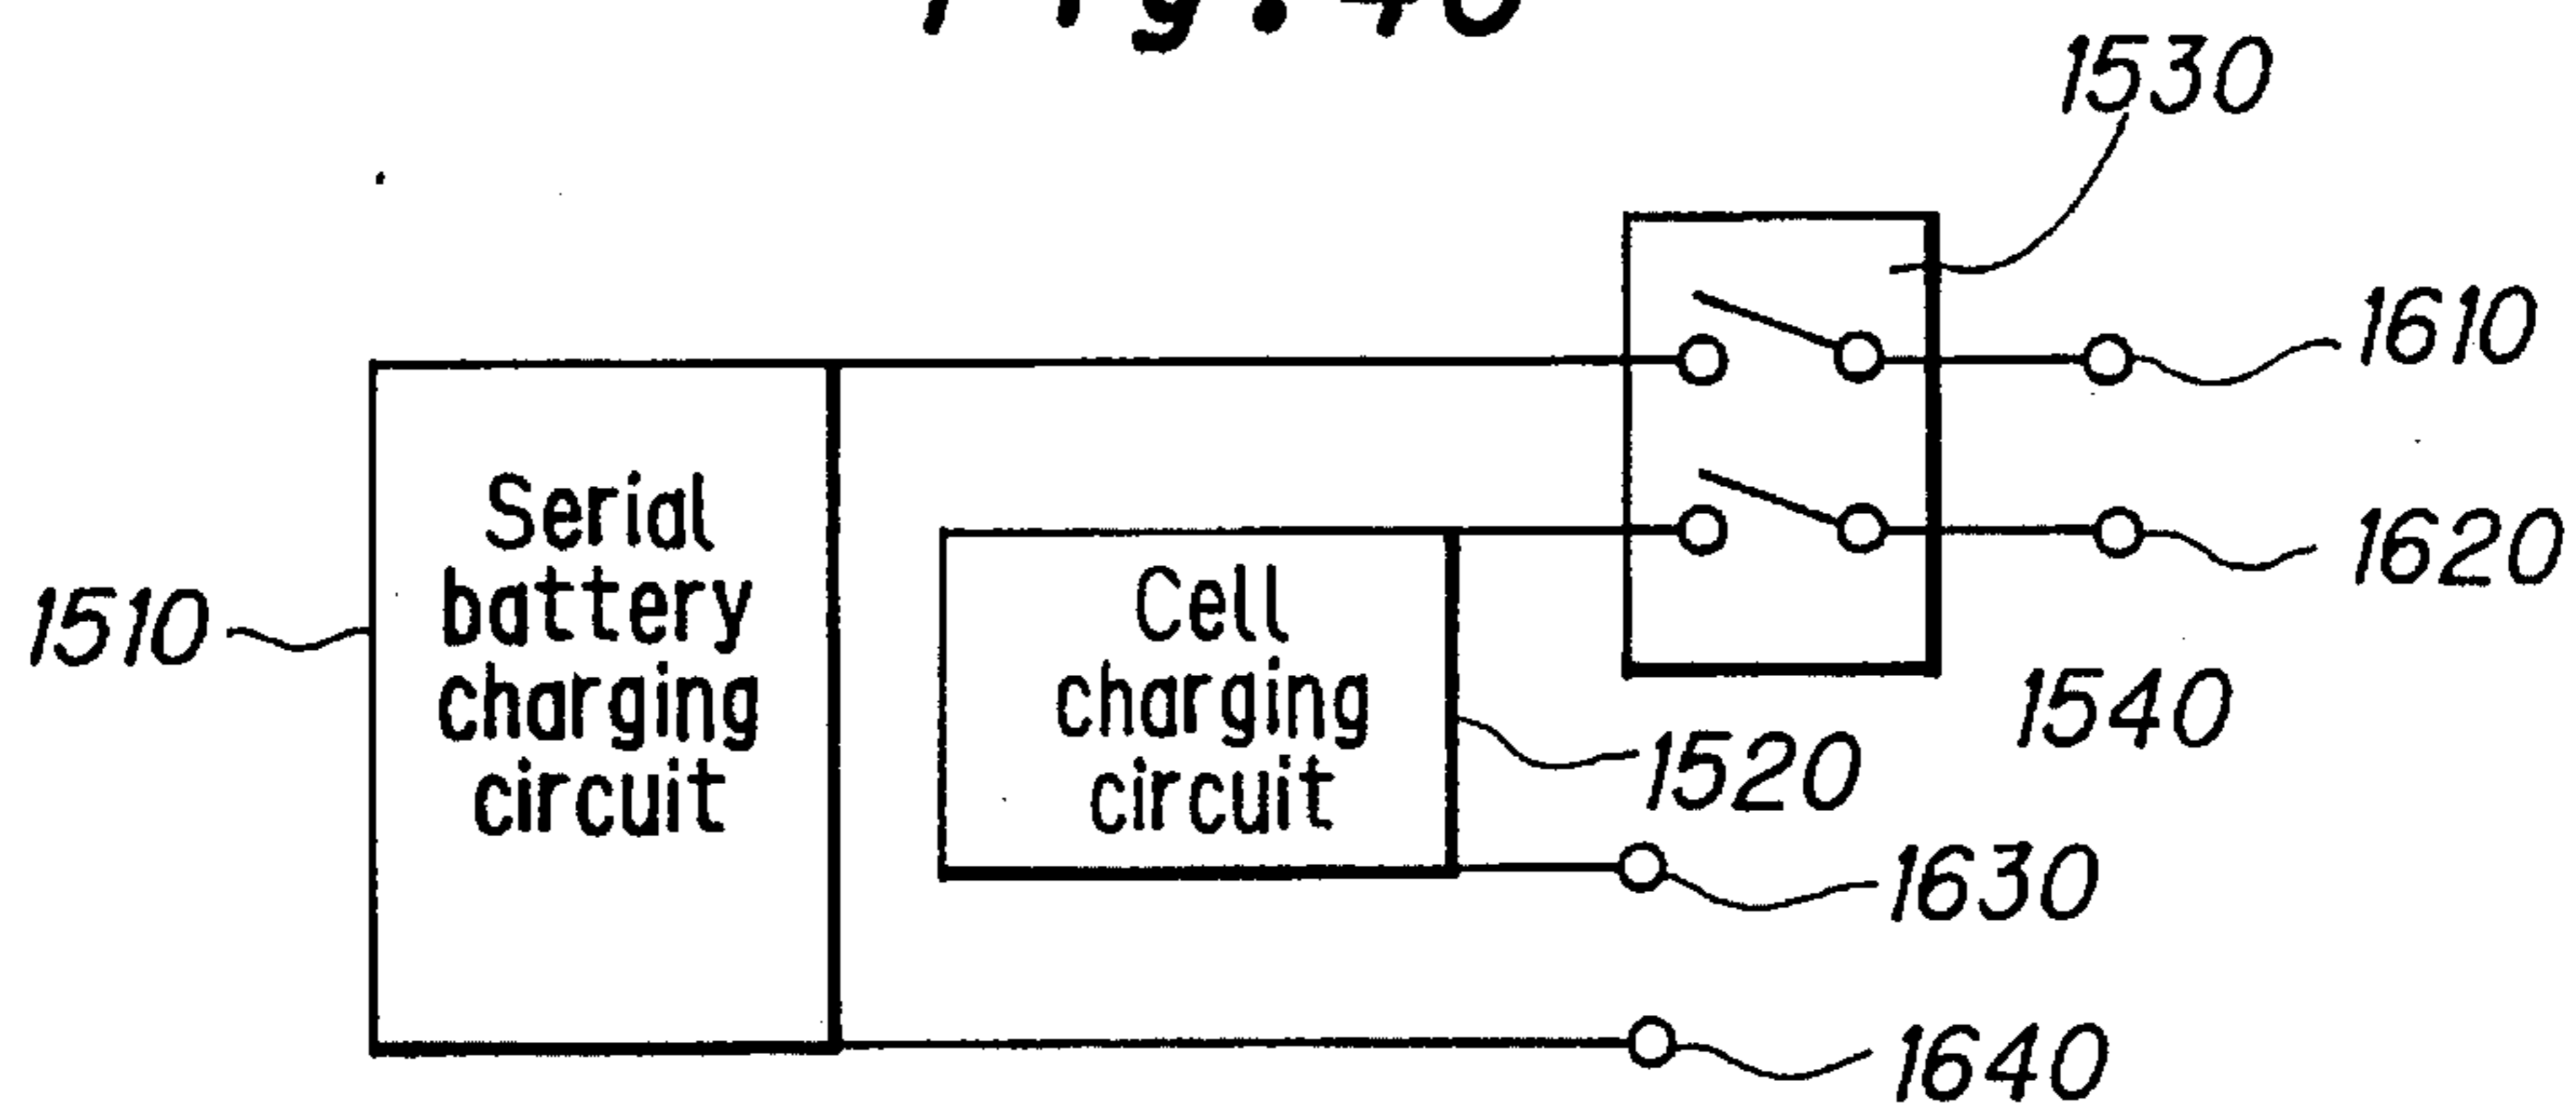 1530
1610
Serial
battery
charging
circuit
1510
Cell
charging
circuit
1620
1540
1520
1630
1640